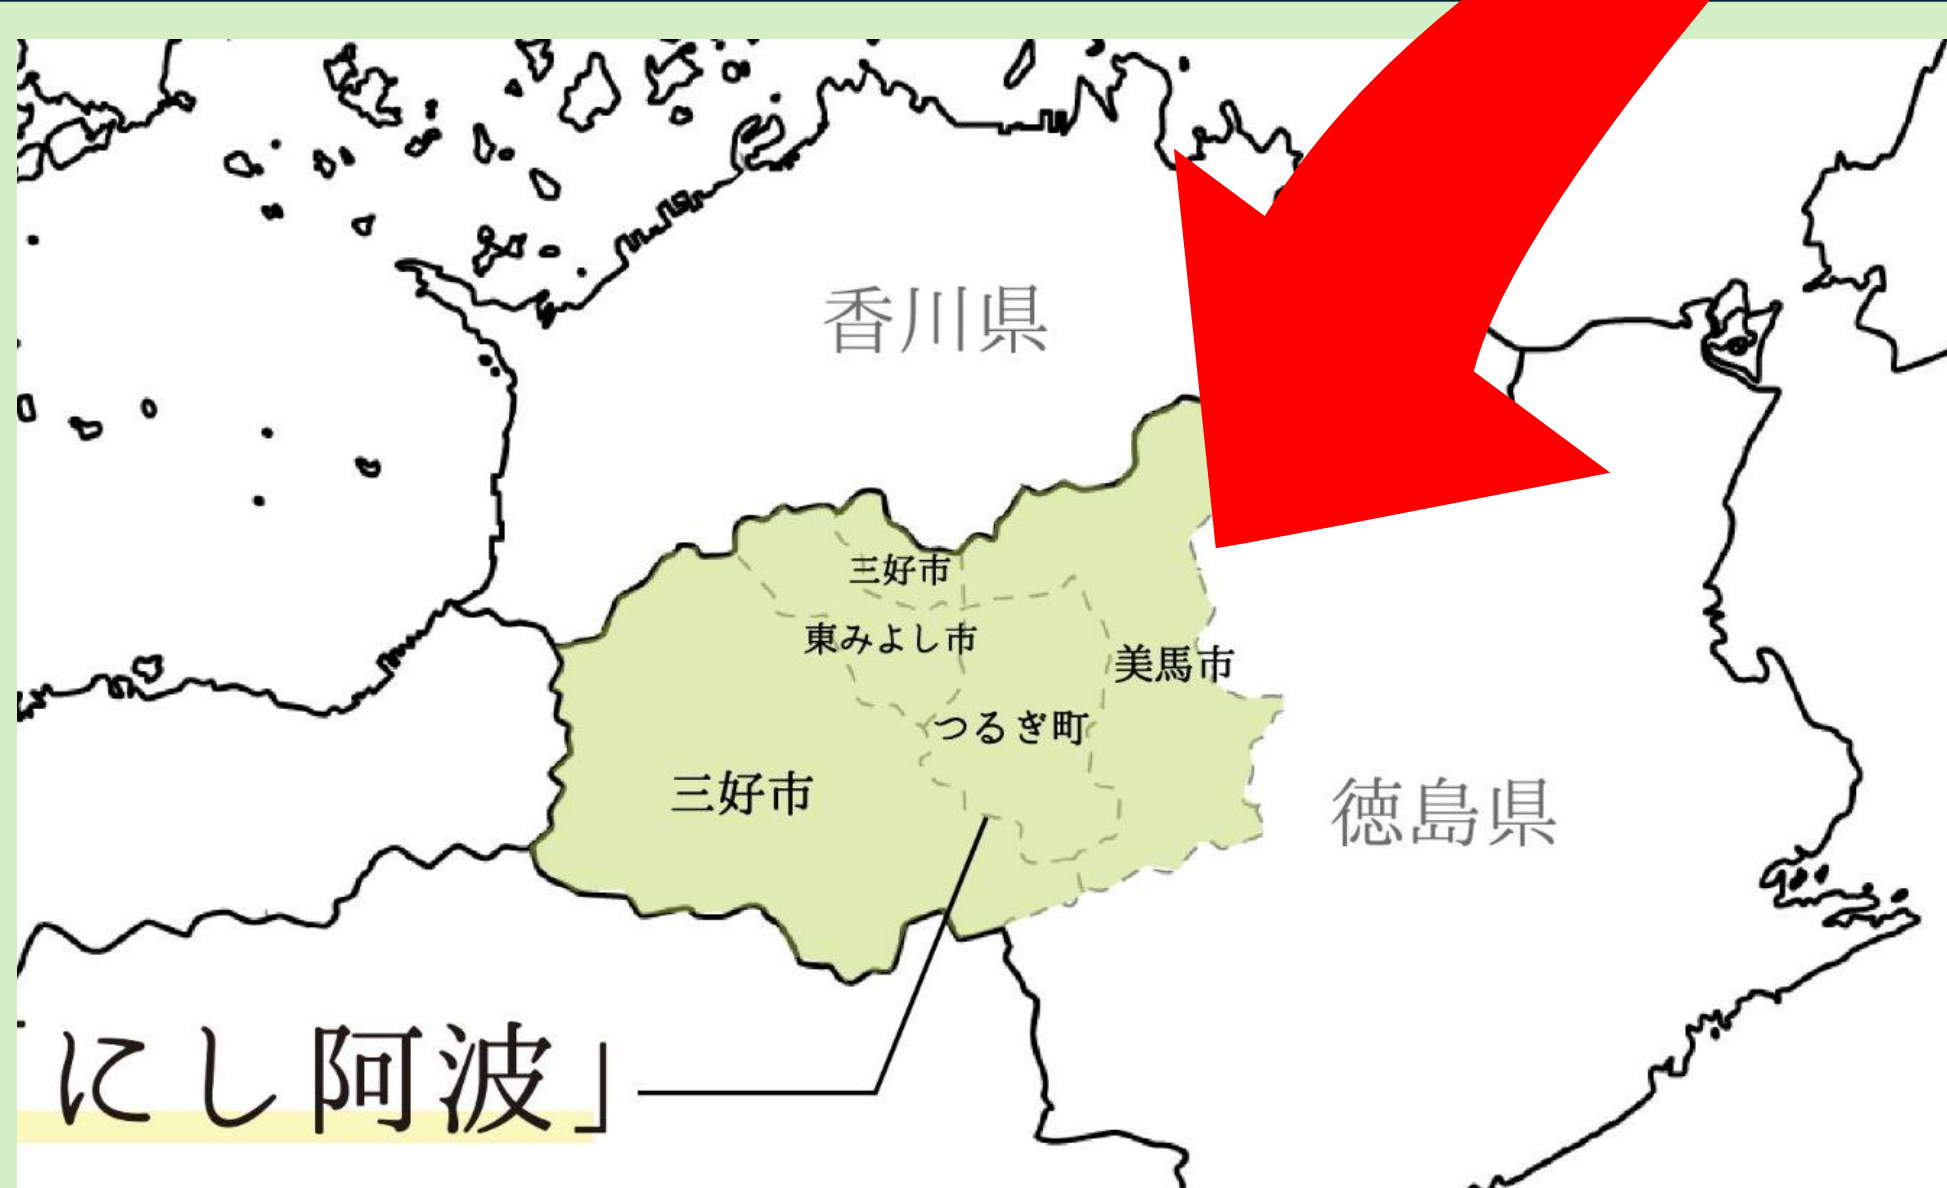 香川県
三好市
東みよし市
美馬市
つるぎ町
三好市
徳島県
「にし阿波」